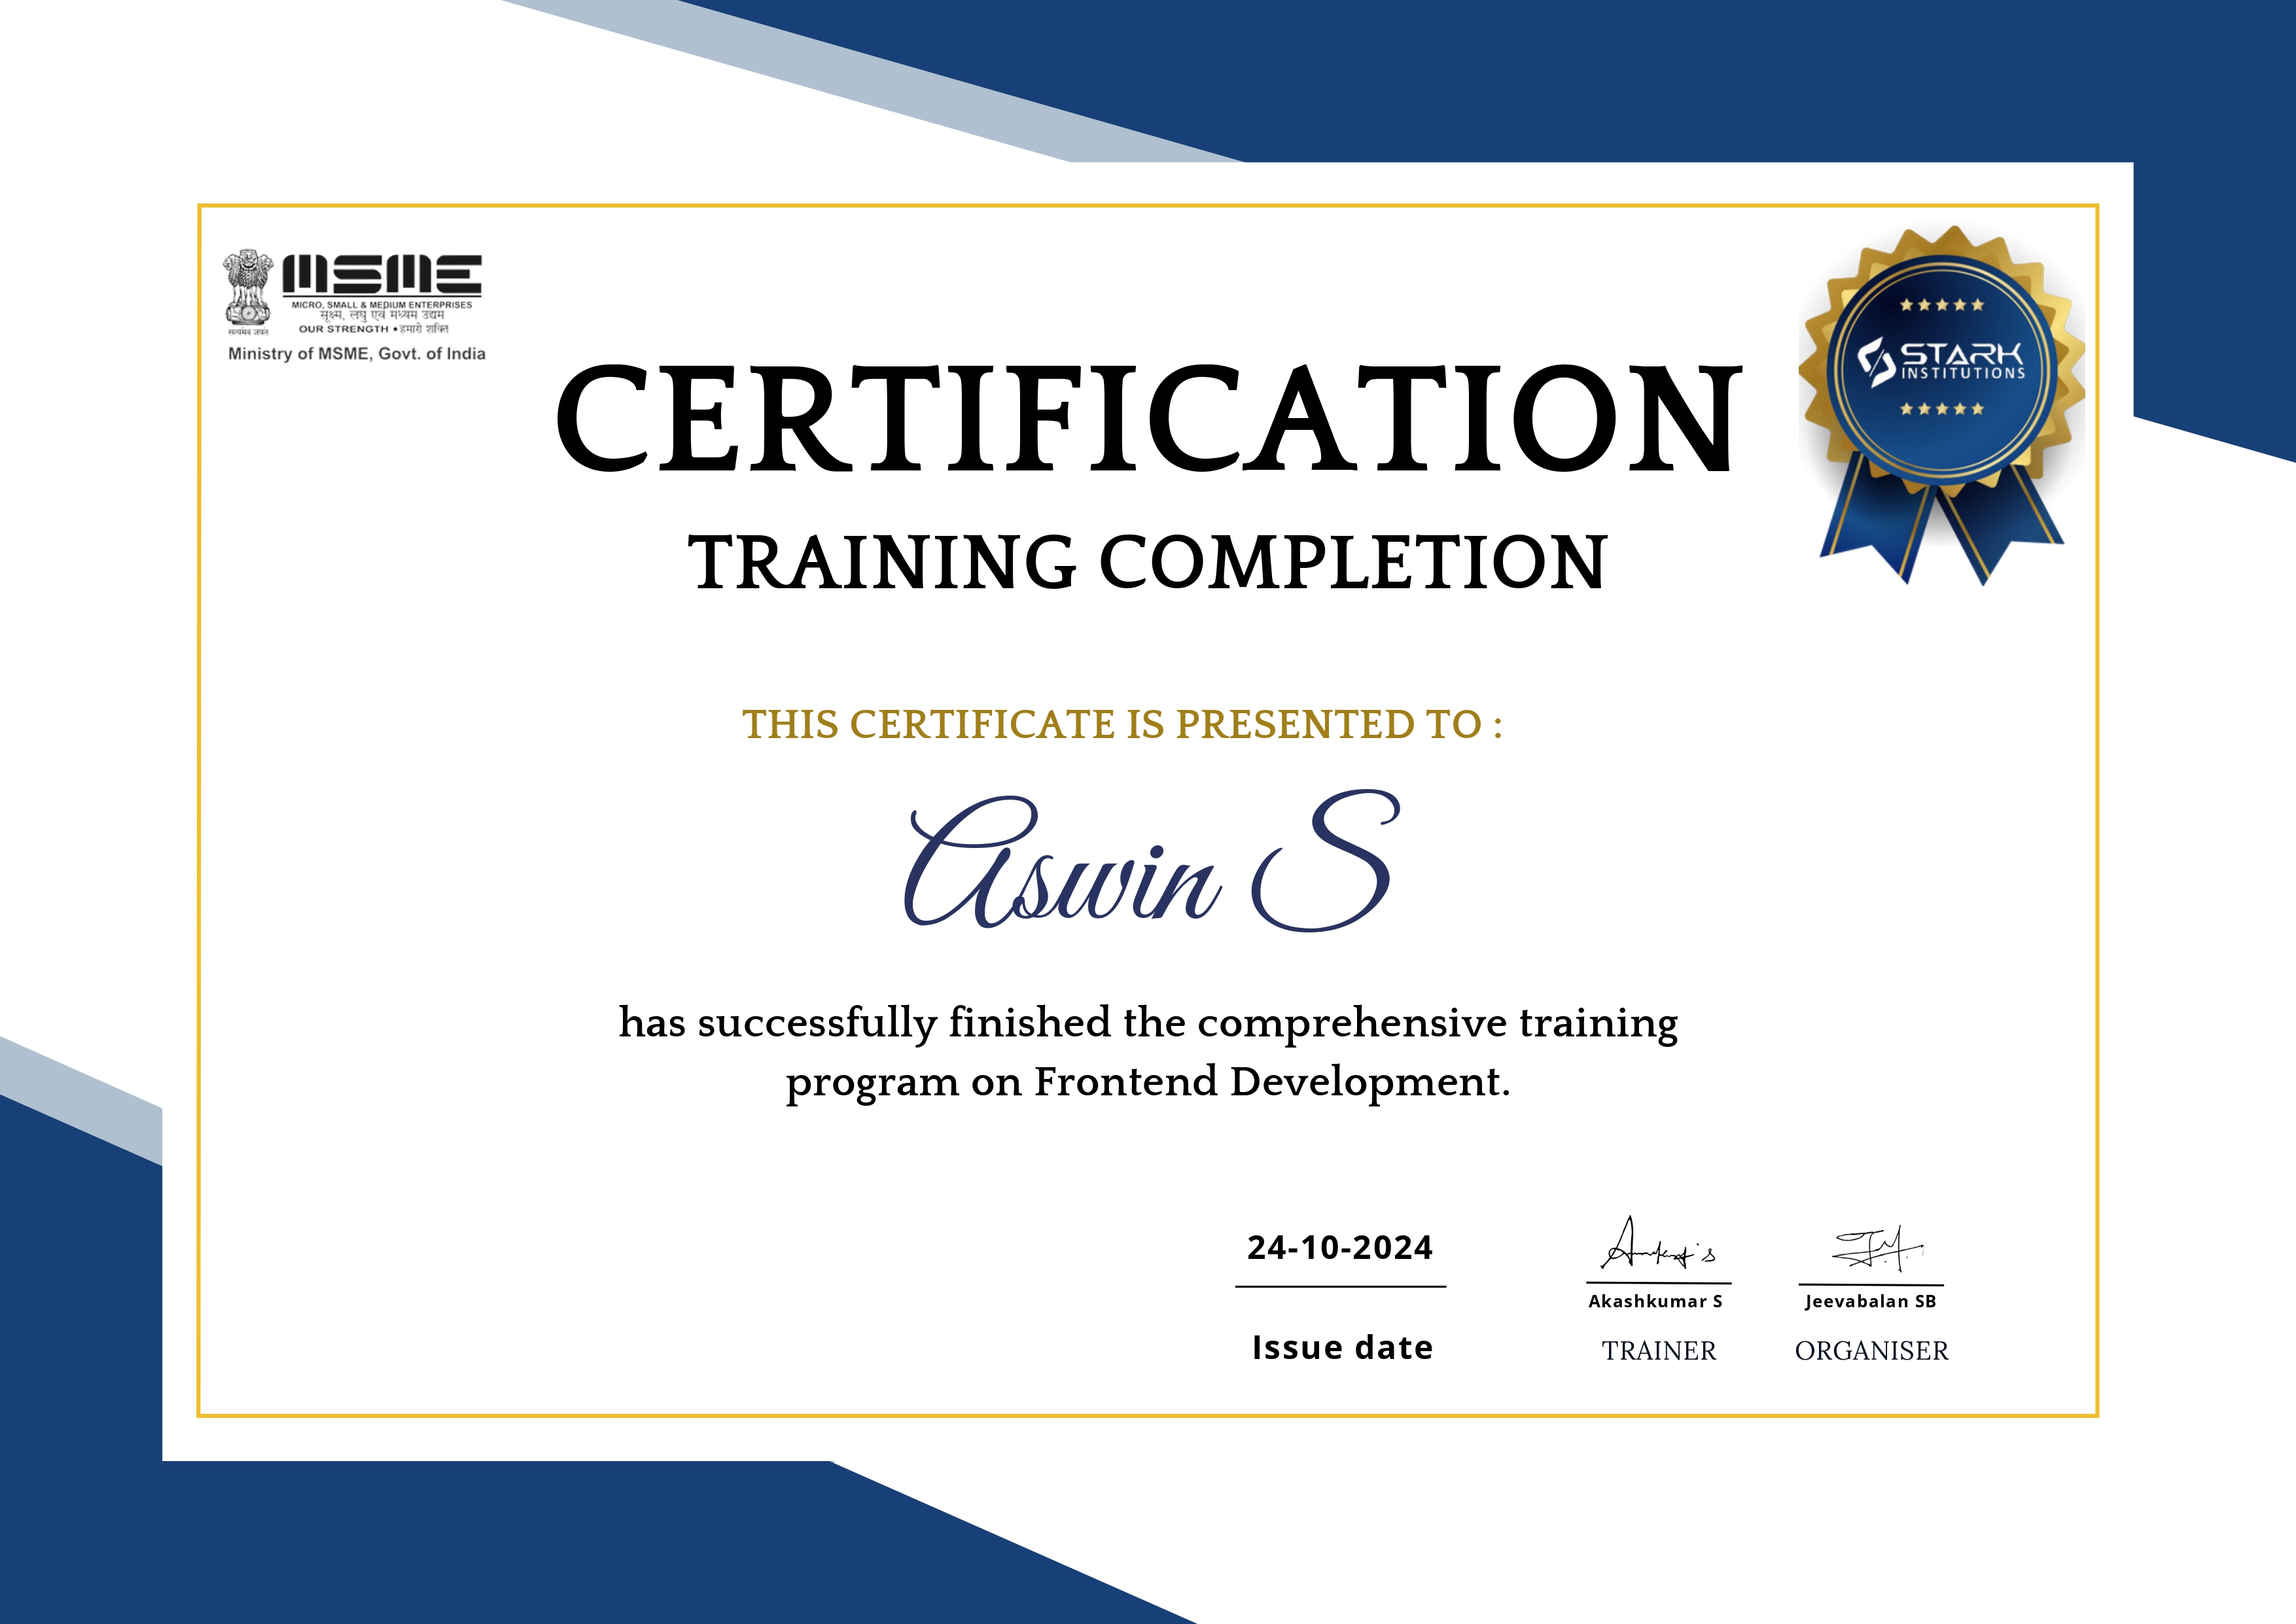 MSME
MICRO, SMALL & MEDIUM ENTERPRISES
सूक्ष्म, लघु एवं मध्यम उद्यम
OUR STRENGTH • हमारी शक्ति
सत्यमेव जयते
Ministry of MSME, Govt. of India
STARK
INSTITUTIONS
CERTIFICATION
TRAINING COMPLETION
THIS CERTIFICATE IS PRESENTED TO :
Aswin S
has successfully finished the comprehensive training
program on Frontend Development.
24-10-2024
Issue date
Akashkumar S
TRAINER
Jeevabalan SB
ORGANISER